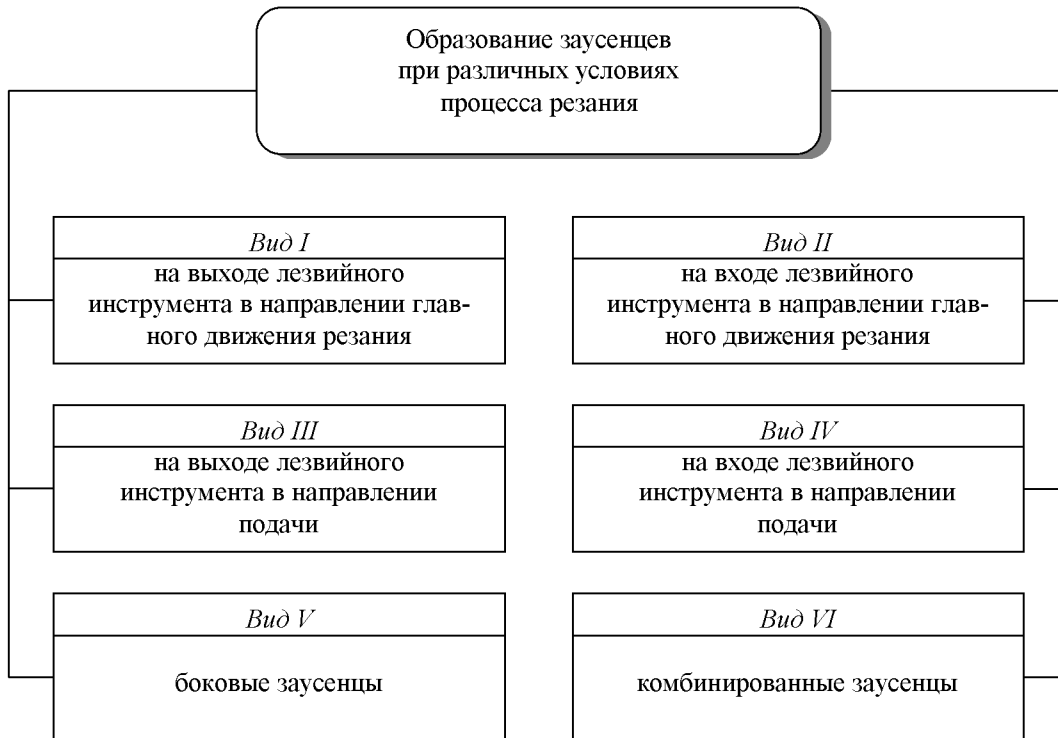 Образование заусенцев
при различных условиях
процесса резания
Вид I
на выходе лезвийного
инструмента в направлении глав-
ного движения резания
Вид II
на входе лезвийного
инструмента в направлении глав-
ного движения резания
Вид III
на выходе лезвийного
инструмента в направлении
подачи
Вид IV
на входе лезвийного
инструмента в направлении
подачи
Вид V
боковые заусенцы
Вид VI
комбинированные заусенцы